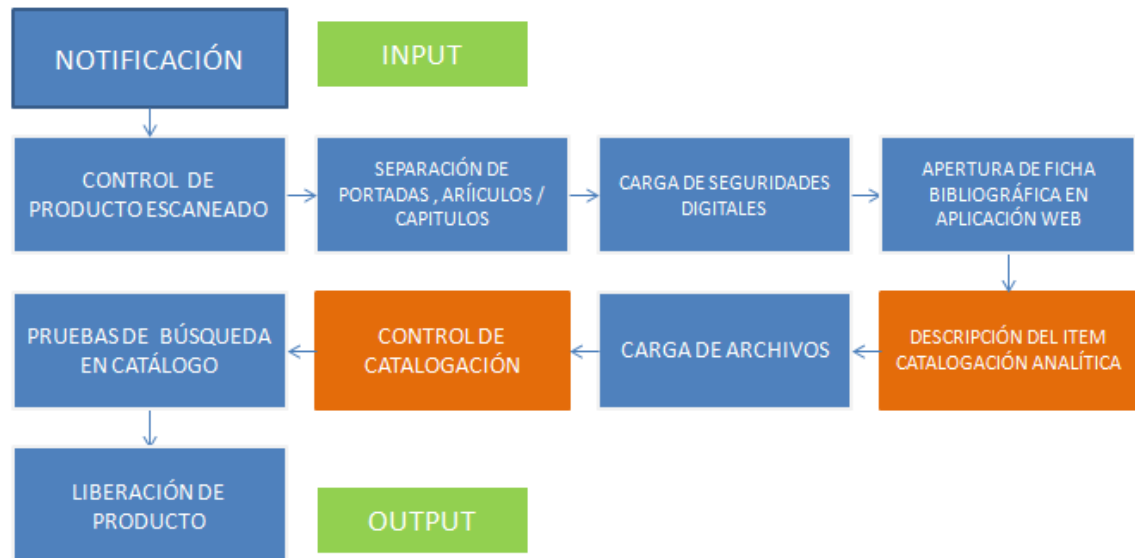 NOTIFICACIÓN
INPUT
CONTROL DE
PRODUCTO ESCANEADO
SEPARACIÓN DE
PORTADAS , ARÍICULOS /
CAPITULOS
CARGA DE SEGURIDADES
DIGITALES
APERTURA DE FICHA
BIBLIOGRÁFICA EN
APLICACIÓN WEB
DESCRIPCIÓN DEL ITEM
CATALOGACIÓN ANALÍTICA
CARGA DE ARCHIVOS
CONTROL DE
CATALOGACIÓN
PRUEBAS DE BÚSQUEDA
EN CATÁLOGO
LIBERACIÓN DE
PRODUCTO
OUTPUT